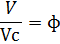 V/Vc = ф